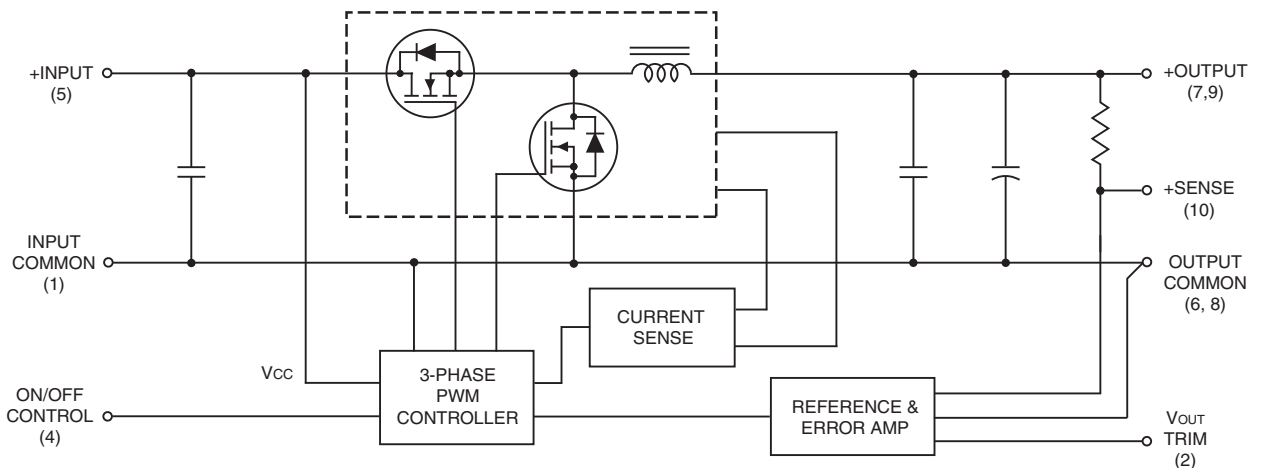 +INPUT
(5)
+OUTPUT
(7,9)
+SENSE
(10)
INPUT
COMMON
(1)
OUTPUT
COMMON
(6, 8)
CURRENT
SENSE
VCC
3-PHASE
PWM
CONTROLLER
ON/OFF
CONTROL
(4)
REFERENCE &
ERROR AMP
VOUT
TRIM
(2)